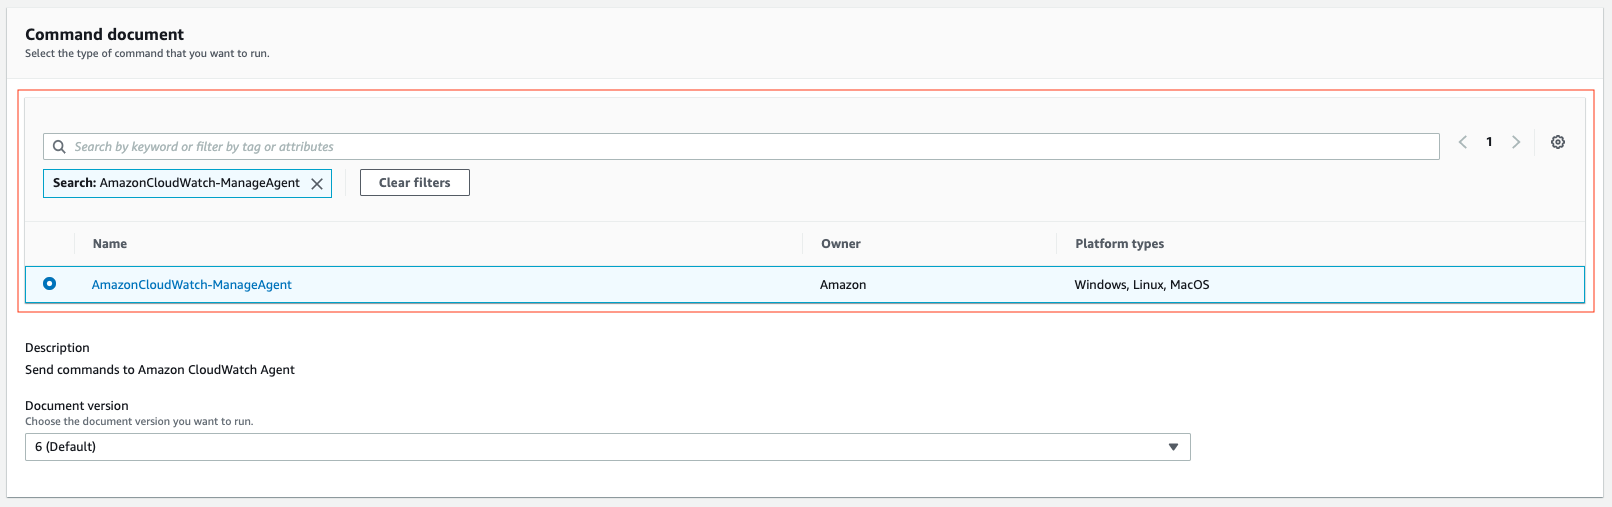 Command document
Select the type of command that you want to run.
Search by keyword or filter by tag or attributes
1
Search: AmazonCloudWatch-ManageAgent
Clear filters
Name Owner Platform types
AmazonCloudWatch-ManageAgent Amazon Windows, Linux, MacOS
Description
Send commands to Amazon CloudWatch Agent
Document version
Choose the document version you want to run.
6 (Default)